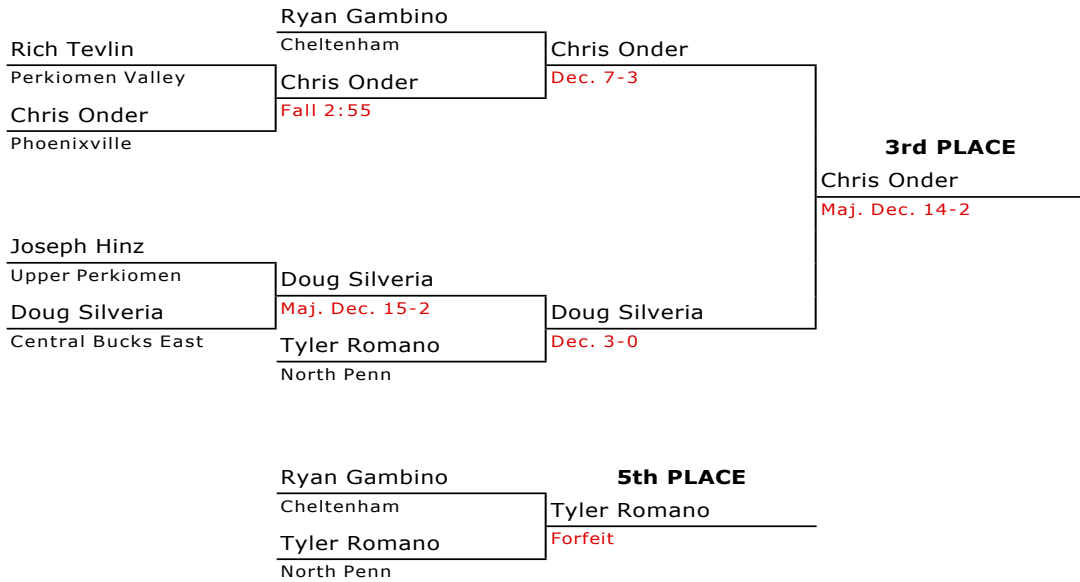 Ryan Gambino
Cheltenham
Rich Tevlin
Perkiomen Valley
Chris Onder
Dec. 7-3
Chris Onder
Fall 2:55
Chris Onder
Phoenixville
3rd PLACE
Chris Onder
Maj. Dec. 14-2
Joseph Hinz
Upper Perkiomen
Doug Silveria
Maj. Dec. 15-2
Doug Silveria
Central Bucks East
Doug Silveria
Dec. 3-0
Tyler Romano
North Penn
Ryan Gambino
Cheltenham
5th PLACE
Tyler Romano
Forfeit
Tyler Romano
North Penn